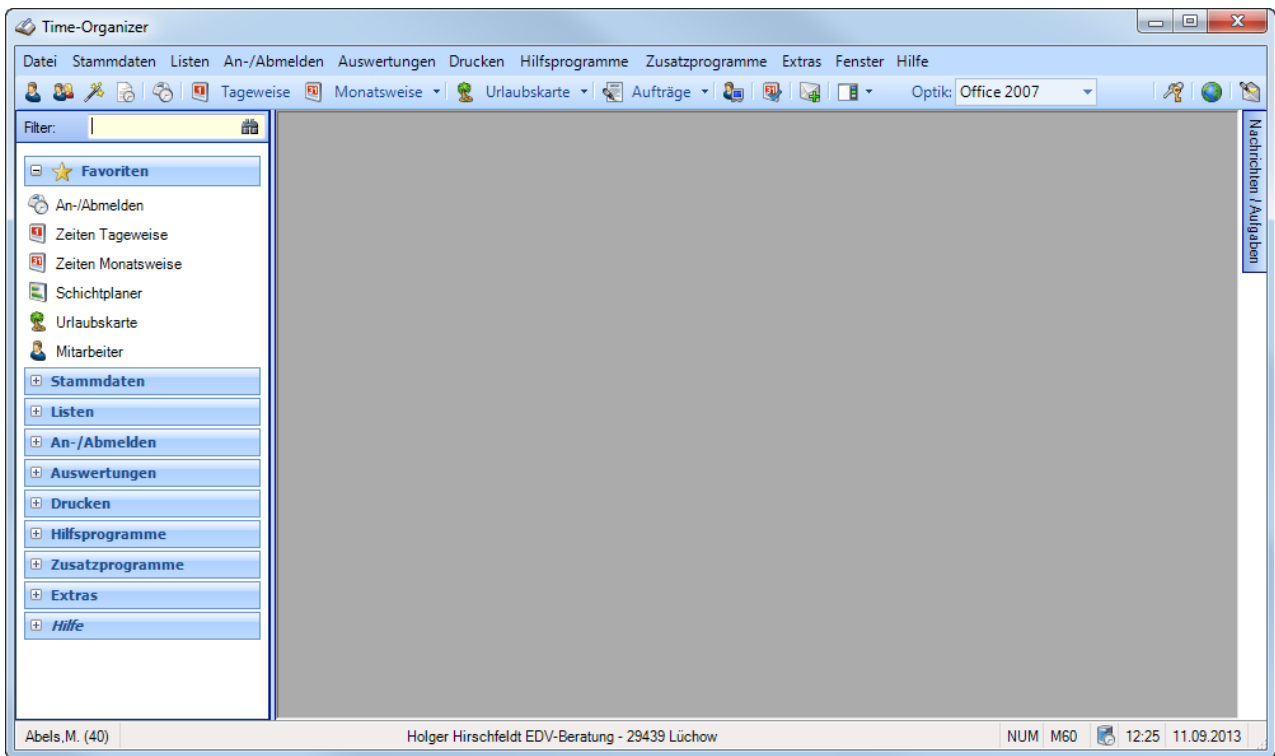 Time-Organizer
Datei Stammdaten Listen An-/Abmelden Auswertungen Drucken Hilfsprogramme Zusatzprogramme Extras Fenster Hilfe
Tageweise Monatsweise Urlaubskarte Aufträge Optik: Office 2007
Filter:
Nachrichten / Aufgaben
Favoriten
An-/Abmelden
Zeiten Tageweise
Zeiten Monatsweise
Schichtplaner
Urlaubskarte
Mitarbeiter
Stammdaten
Listen
An-/Abmelden
Auswertungen
Drucken
Hilfsprogramme
Zusatzprogramme
Extras
Hilfe
Abels,M. (40) Holger Hirschfeldt EDV-Beratung - 29439 Lüchow NUM M60 12:25 11.09.2013